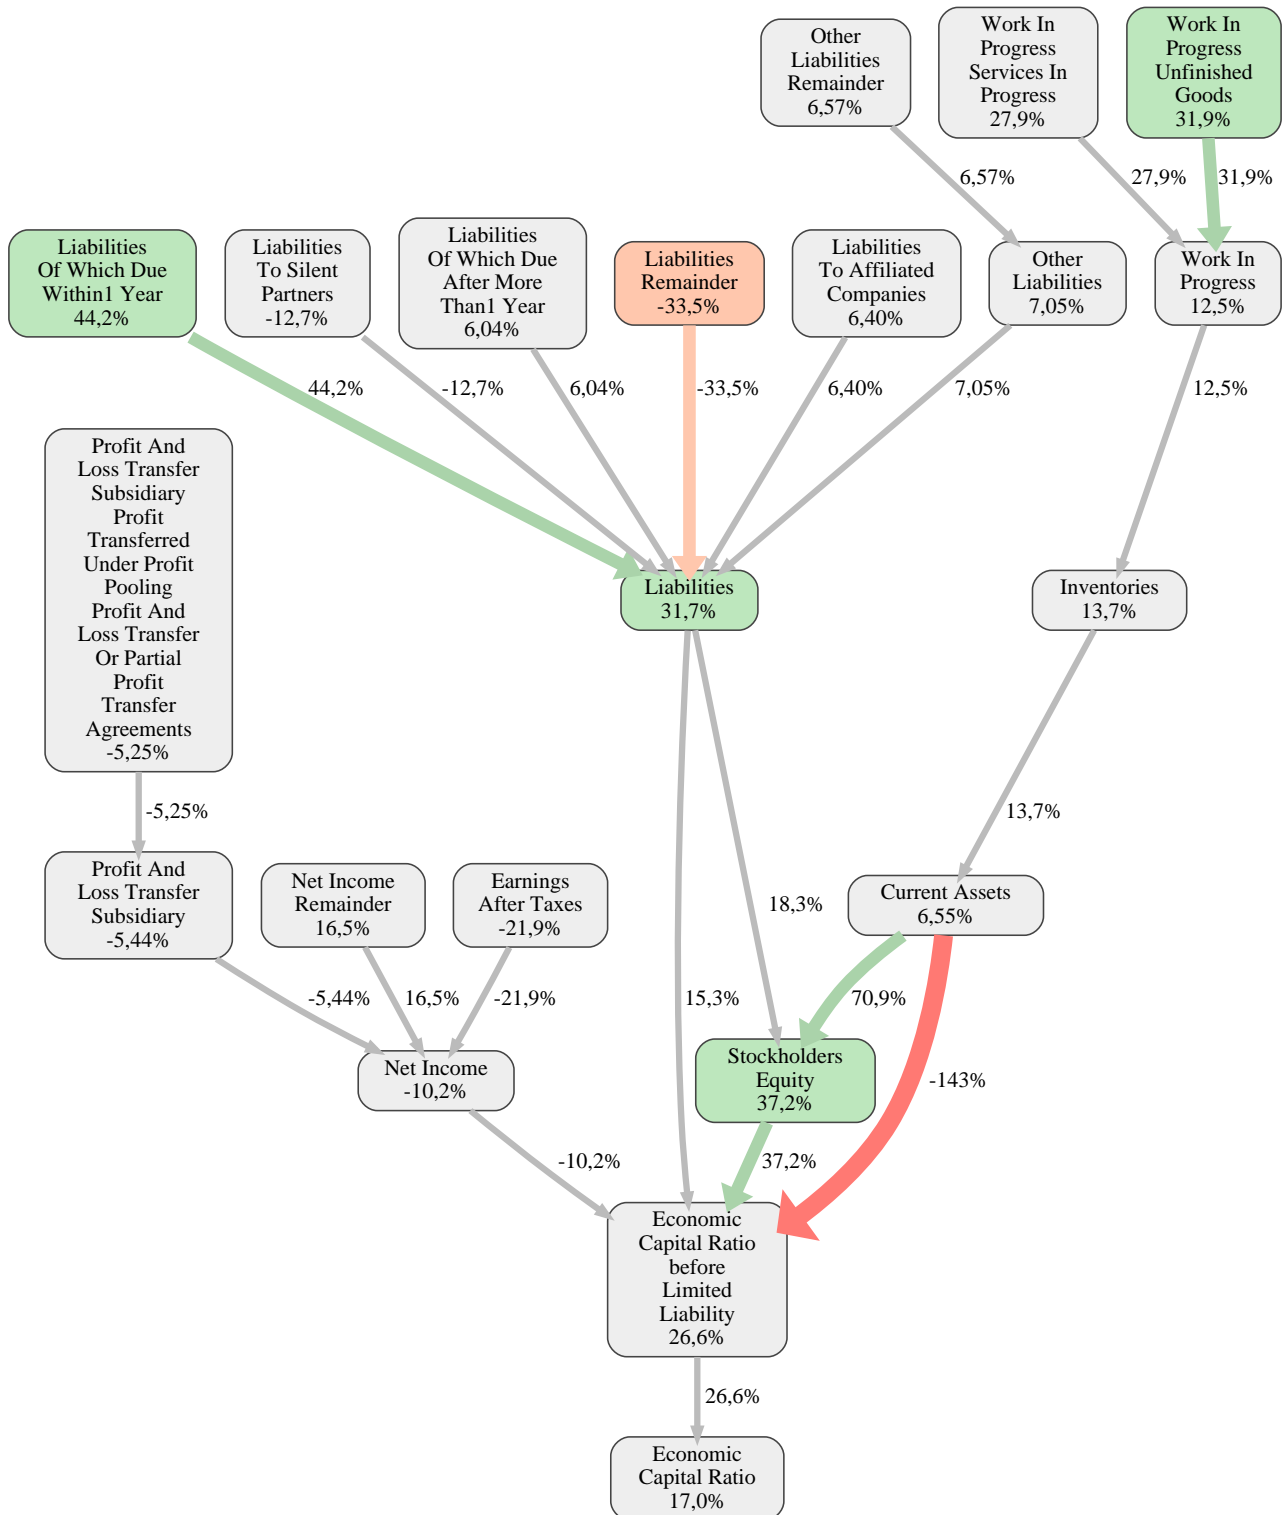 Other
Liabilities
Remainder
6,57%
Work In
Progress
Services In
Progress
27,9%
Work In
Progress
Unfinished
Goods
31,9%
6,57%
27,9%
31,9%
Liabilities
Of Which Due
Within1 Year
44,2%
Liabilities
To Silent
Partners
-12,7%
Liabilities
Of Which Due
After More
Than1 Year
6,04%
Liabilities
Remainder
-33,5%
Liabilities
To Affiliated
Companies
6,40%
Other
Liabilities
7,05%
Work In
Progress
12,5%
44,2%
-12,7%
6,04%
-33,5%
6,40%
7,05%
12,5%
Profit And
Loss Transfer
Subsidiary
Profit
Transferred
Under Profit
Pooling
Profit And
Loss Transfer
Or Partial
Profit
Transfer
Agreements
-5,25%
Liabilities
31,7%
Inventories
13,7%
-5,25%
13,7%
Profit And
Loss Transfer
Subsidiary
-5,44%
Net Income
Remainder
16,5%
Earnings
After Taxes
-21,9%
18,3%
Current Assets
6,55%
-5,44%
16,5%
-21,9%
15,3%
70,9%
Net Income
-10,2%
Stockholders
Equity
37,2%
-143%
-10,2%
37,2%
Economic
Capital Ratio
before
Limited
Liability
26,6%
26,6%
Economic
Capital Ratio
17,0%